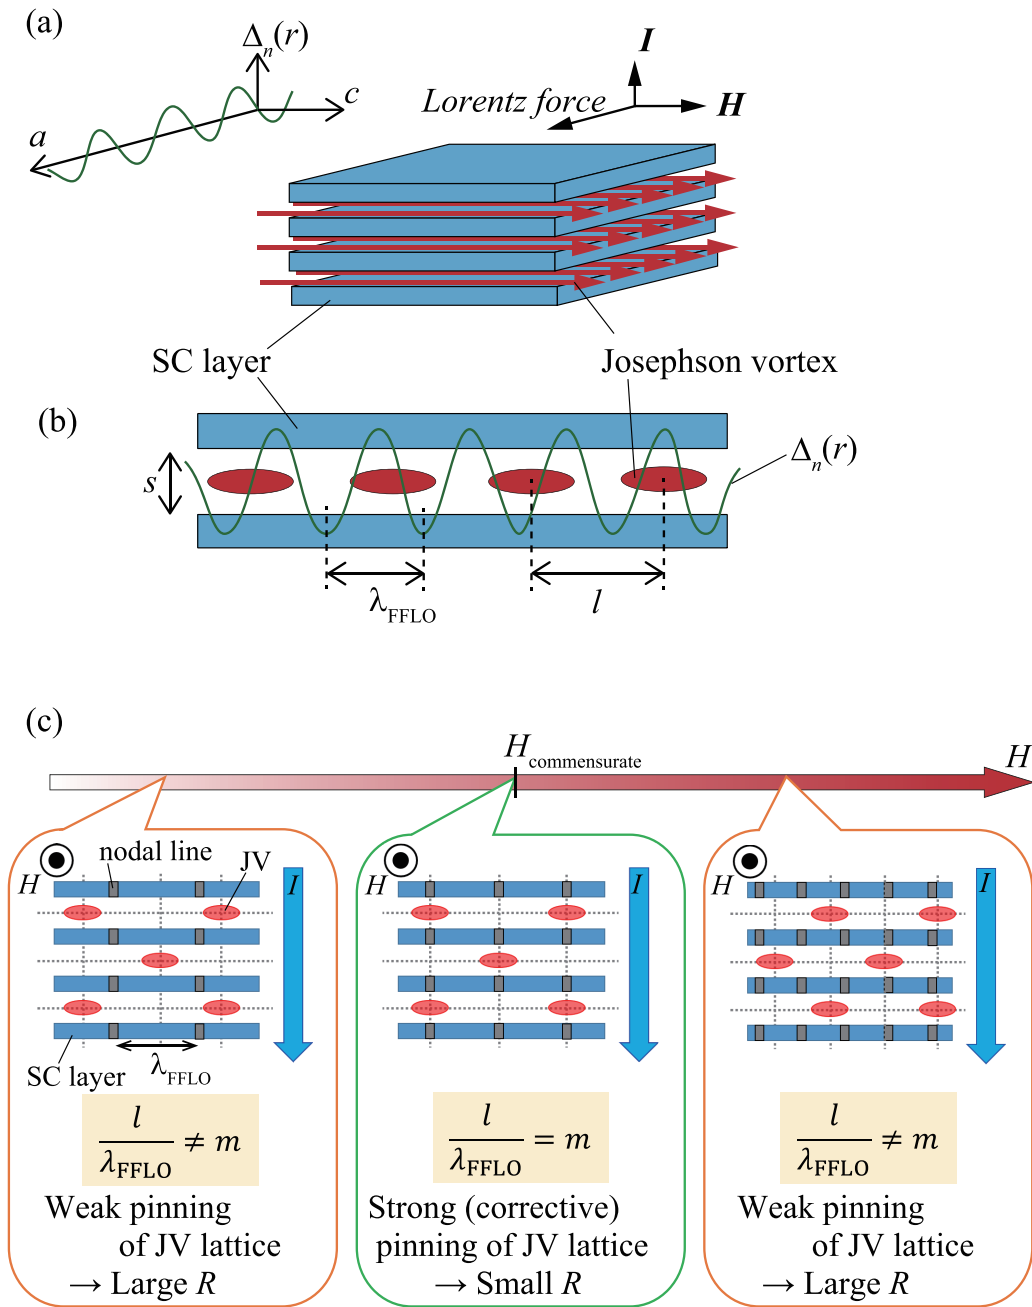 (a)
Δn(r)
c
a
I
Lorentz force
H
SC layer
Josephson vortex
(b)
s
Δn(r)
λFFLO
l
(c)
Hcommensurate
H
nodal line
JV
H
I
SC layer
λFFLO
l/λFFLO ≠ m
Weak pinning
of JV lattice
→ Large R
H
I
l/λFFLO = m
Strong (corrective)
pinning of JV lattice
→ Small R
H
I
l/λFFLO ≠ m
Weak pinning
of JV lattice
→ Large R